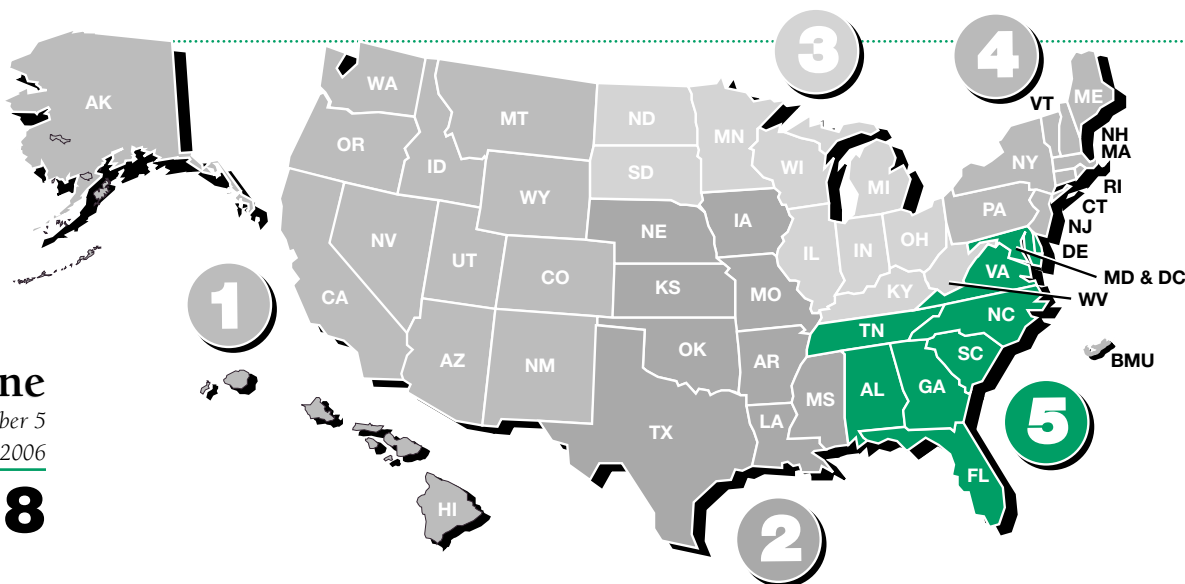 3
4
AK
WA
MT
ND
MN
VT
ME
OR
ID
SD
WI
MI
NY
NH
MA
WY
RI
NV
NE
IA
PA
CT
NJ
UT
CO
IL
IN
OH
DE
VA
MD & DC
CA
KS
MO
KY
WV
1
TN
NC
AZ
NM
OK
AR
SC
BMU
ne
AL
GA
MS
LA
5
ber 5
TX
2006
FL
8
HI
2